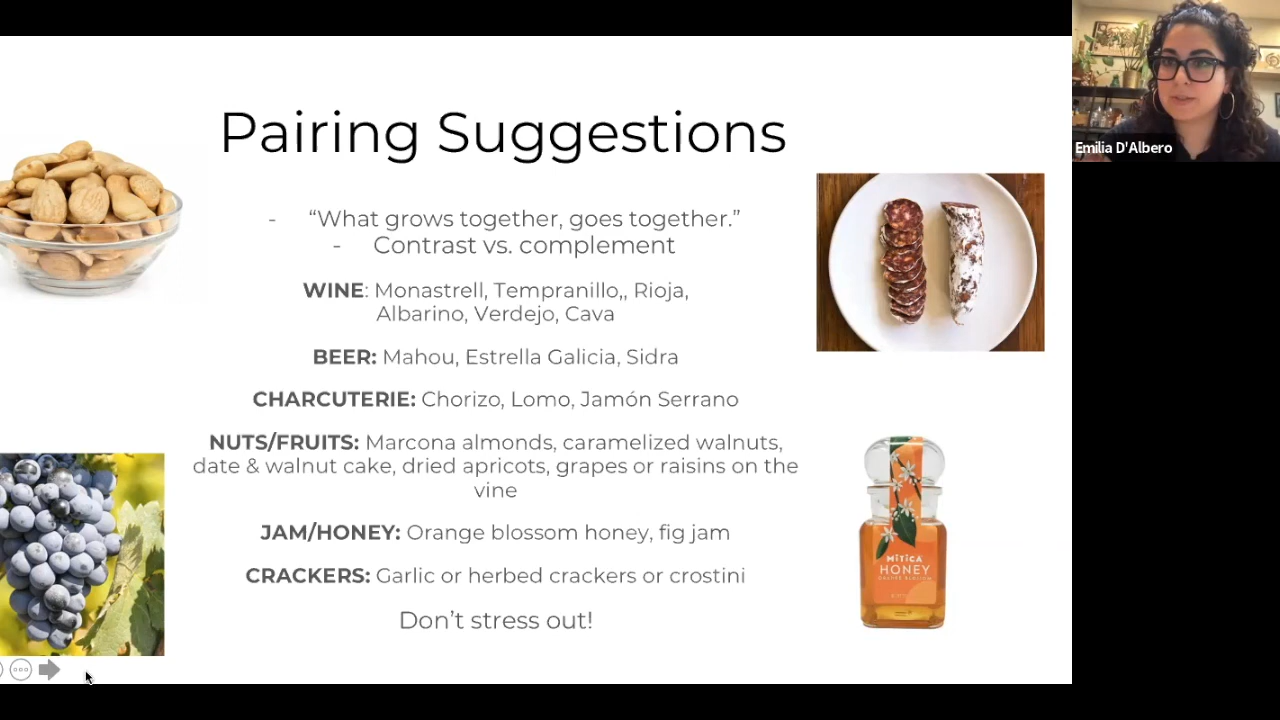 Pairing Suggestions
- “What grows together, goes together.”
- Contrast vs. complement
WINE: Monastrell, Tempranillo,, Rioja,
Albarino, Verdejo, Cava
BEER: Mahou, Estrella Galicia, Sidra
CHARCUTERIE: Chorizo, Lomo, Jamón Serrano
NUTS/FRUITS: Marcona almonds, caramelized walnuts,
date & walnut cake, dried apricots, grapes or raisins on the
vine
JAM/HONEY: Orange blossom honey, fig jam
CRACKERS: Garlic or herbed crackers or crostini
Don’t stress out!
MITICA
HONEY
ORANGE BLOSSOM
Emilia D'Albero